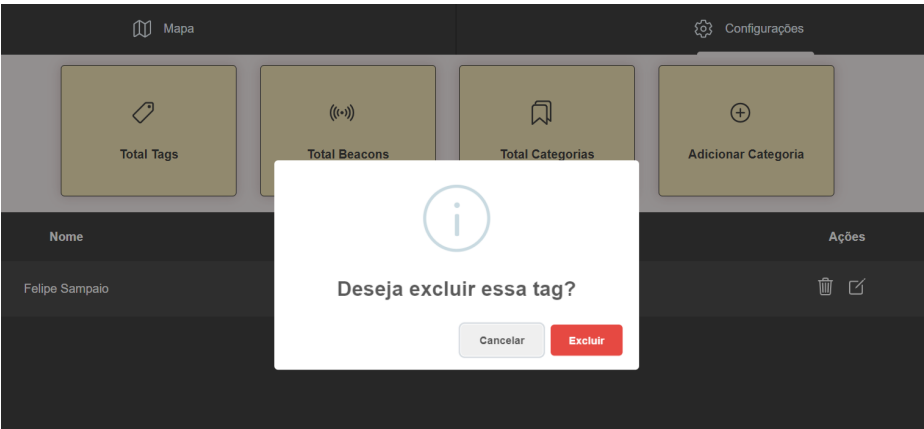 Mapa
Configurações
Total Tags
Total Beacons
Total Categorias
Adicionar Categoria
Nome
Ações
Felipe Sampaio
Deseja excluir essa tag?
Cancelar
Excluir